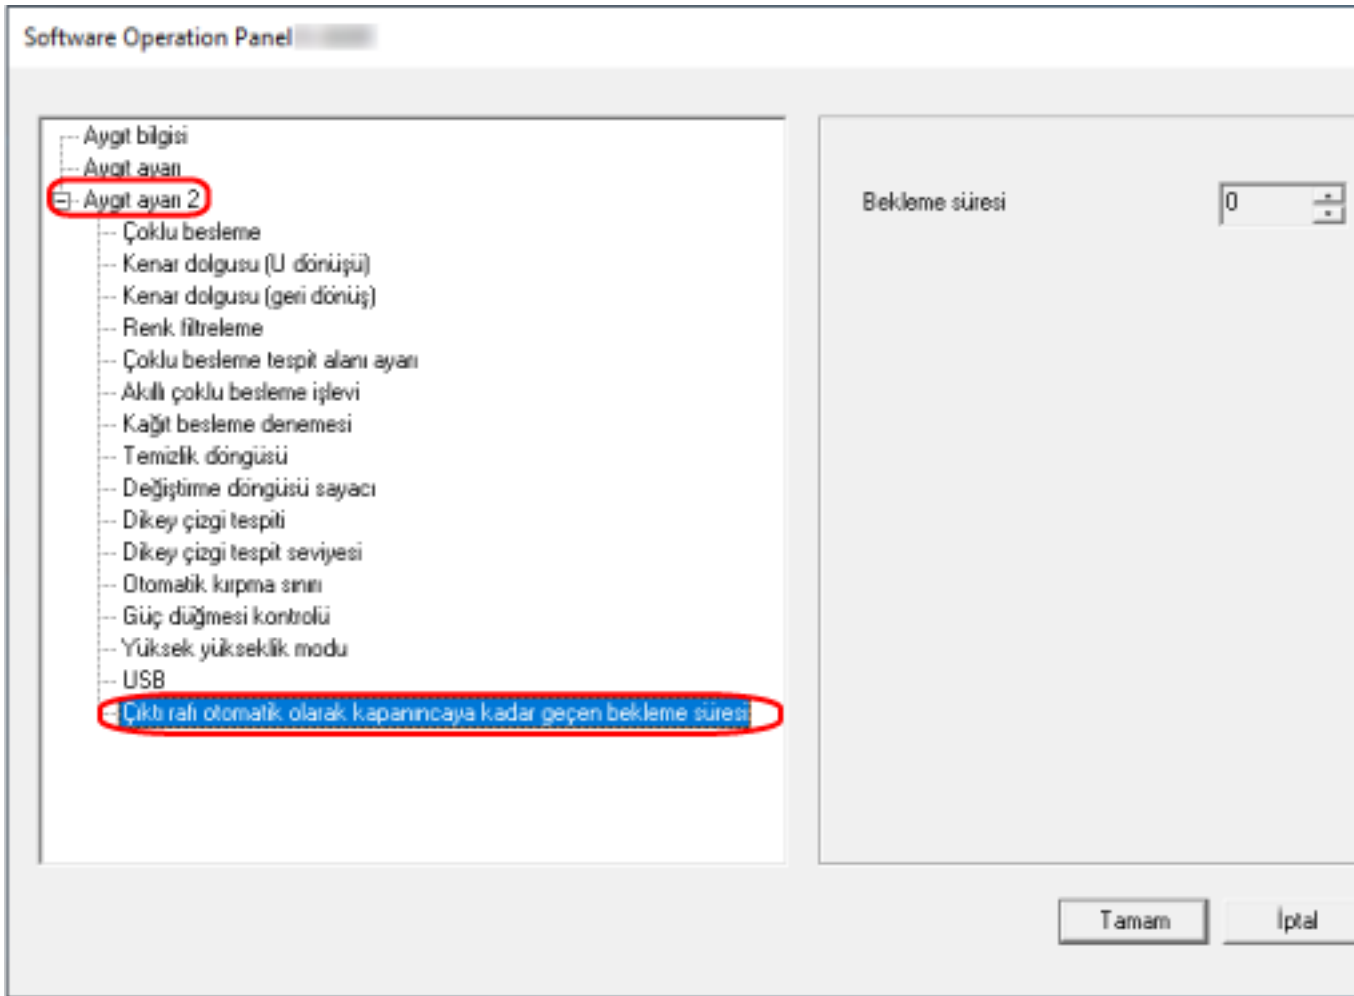 Software Operation Panel
Aygıt bilgisi
Aygıt ayarı
Aygıt ayarı 2
Bekleme süresi 0
Çoklu besleme
Kenar dolgusu (U dönüşü)
Kenar dolgusu (geri dönüş)
Renk filtreleme
Çoklu besleme tespit alanı ayarı
Akıllı çoklu besleme işlevi
Kağıt besleme denemesi
Temizlik döngüsü
Değiştirme döngüsü sayacı
Dikey çizgi tespiti
Dikey çizgi tespit seviyesi
Otomatik kırpma sınırı
Güç düğmesi kontrolü
Yüksek yükseklik modu
USB
Çıktı rafı otomatik olarak kapanıncaya kadar geçen bekleme süresi
Tamam İptal